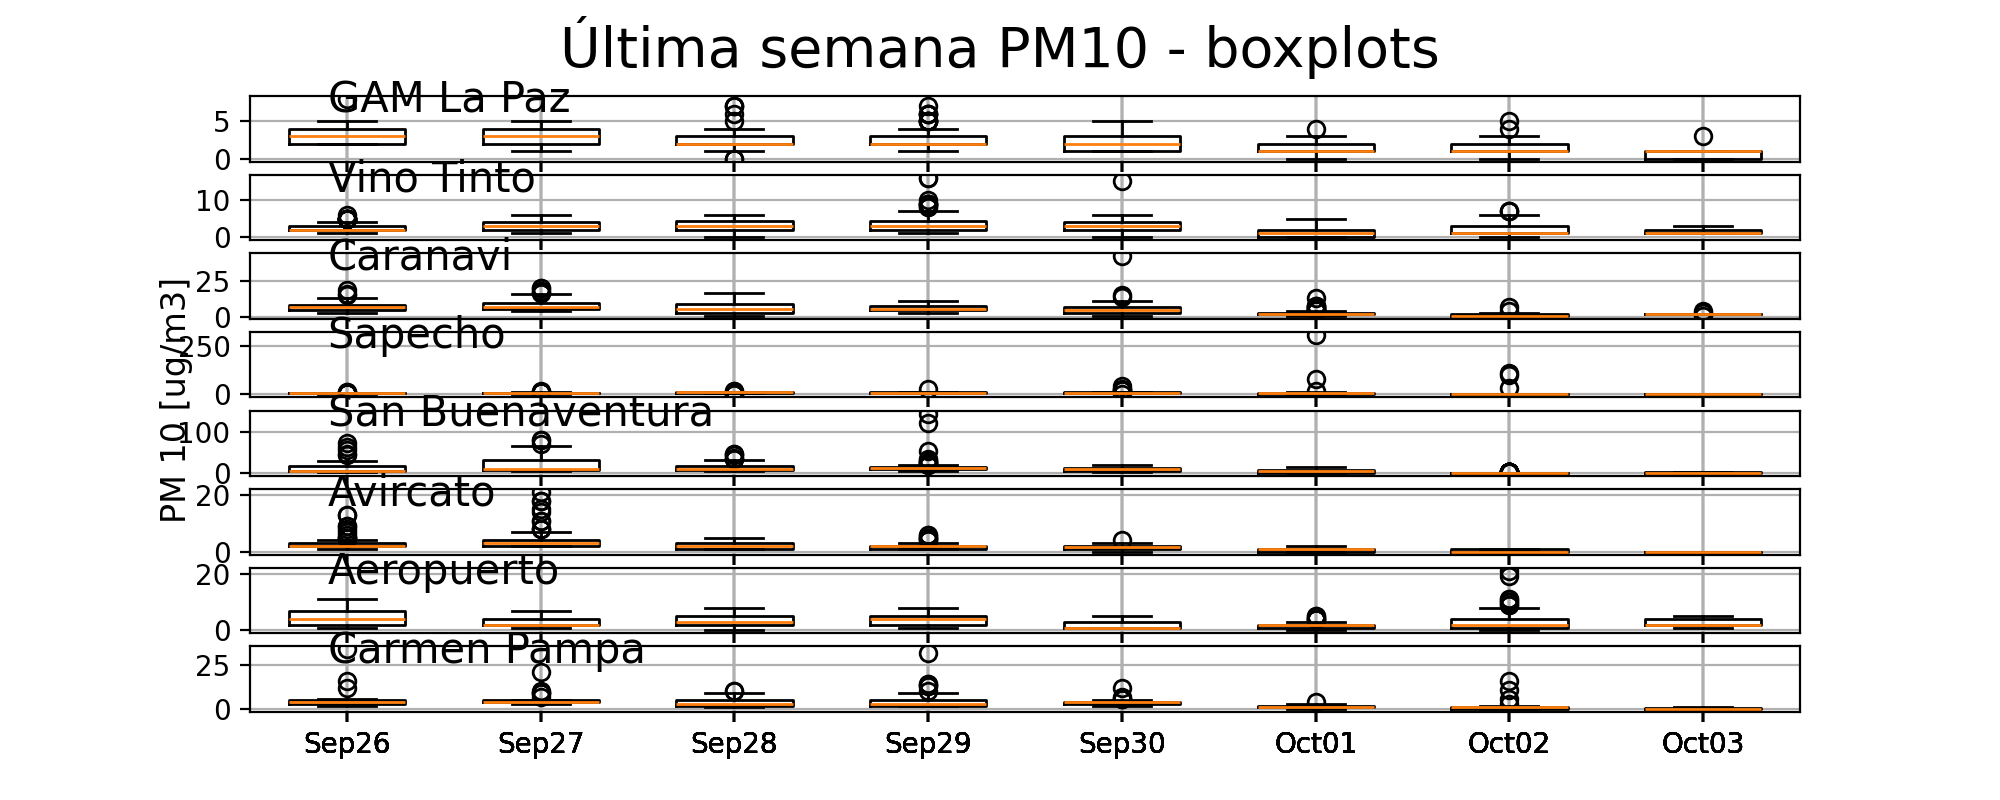 Última semana PM10 - boxplots
GAM La Paz
5
0
Vino Tinto
10
0
Caranavi
25
0
Sapecho
250
0
San Buenaventura
100
0
Avircato
20
0
Aeropuerto
20
0
Carmen Pampa
25
0
PM 10 [ug/m3]
Sep26 Sep27 Sep28 Sep29 Sep30 Oct01 Oct02 Oct03